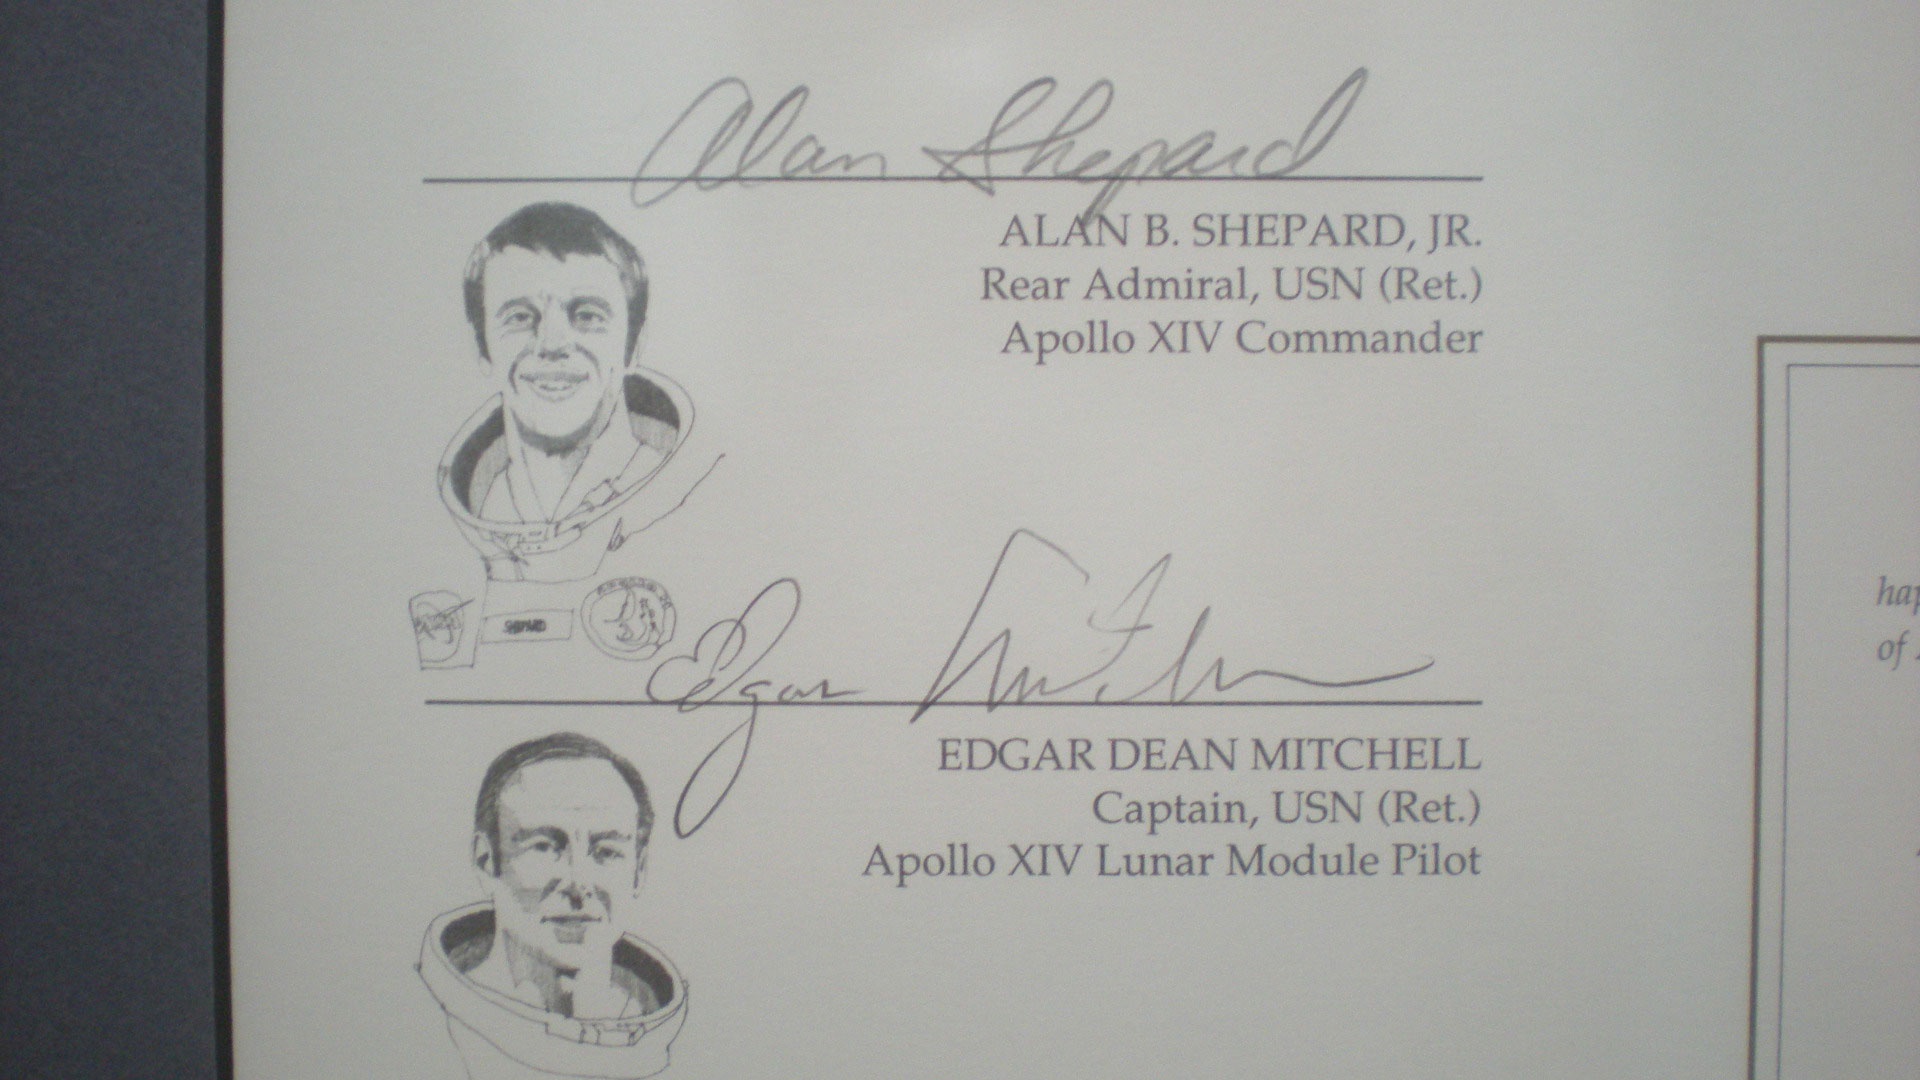 Alan Shepard
ALAN B. SHEPARD, JR.
Rear Admiral, USN (Ret.)
Apollo XIV Commander
SHEPARD
Edgar Mitchell
EDGAR DEAN MITCHELL
Captain, USN (Ret.)
Apollo XIV Lunar Module Pilot
of